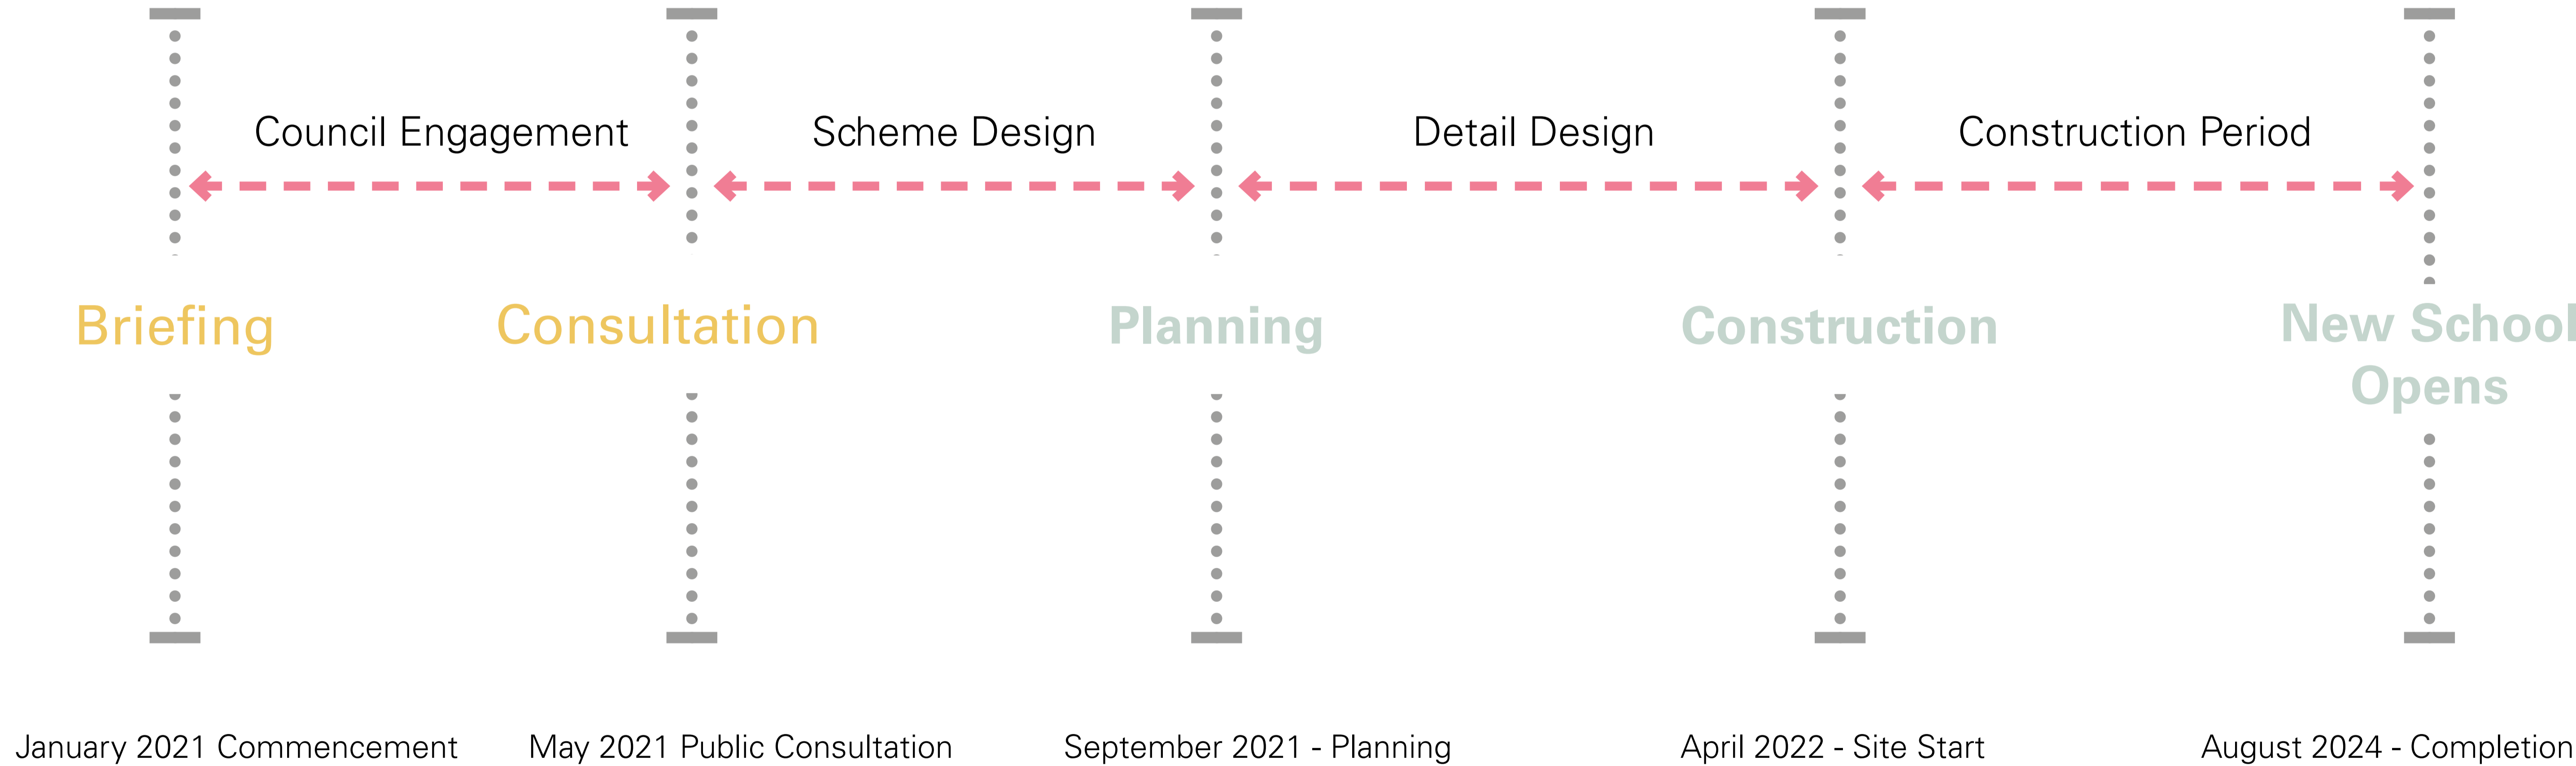 Council Engagement
Scheme Design
Detail Design
Construction Period
Briefing
Consultation
Planning
Construction
New School
Opens
January 2021 Commencement
May 2021 Public Consultation
September 2021 - Planning
April 2022 - Site Start
August 2024 - Completion